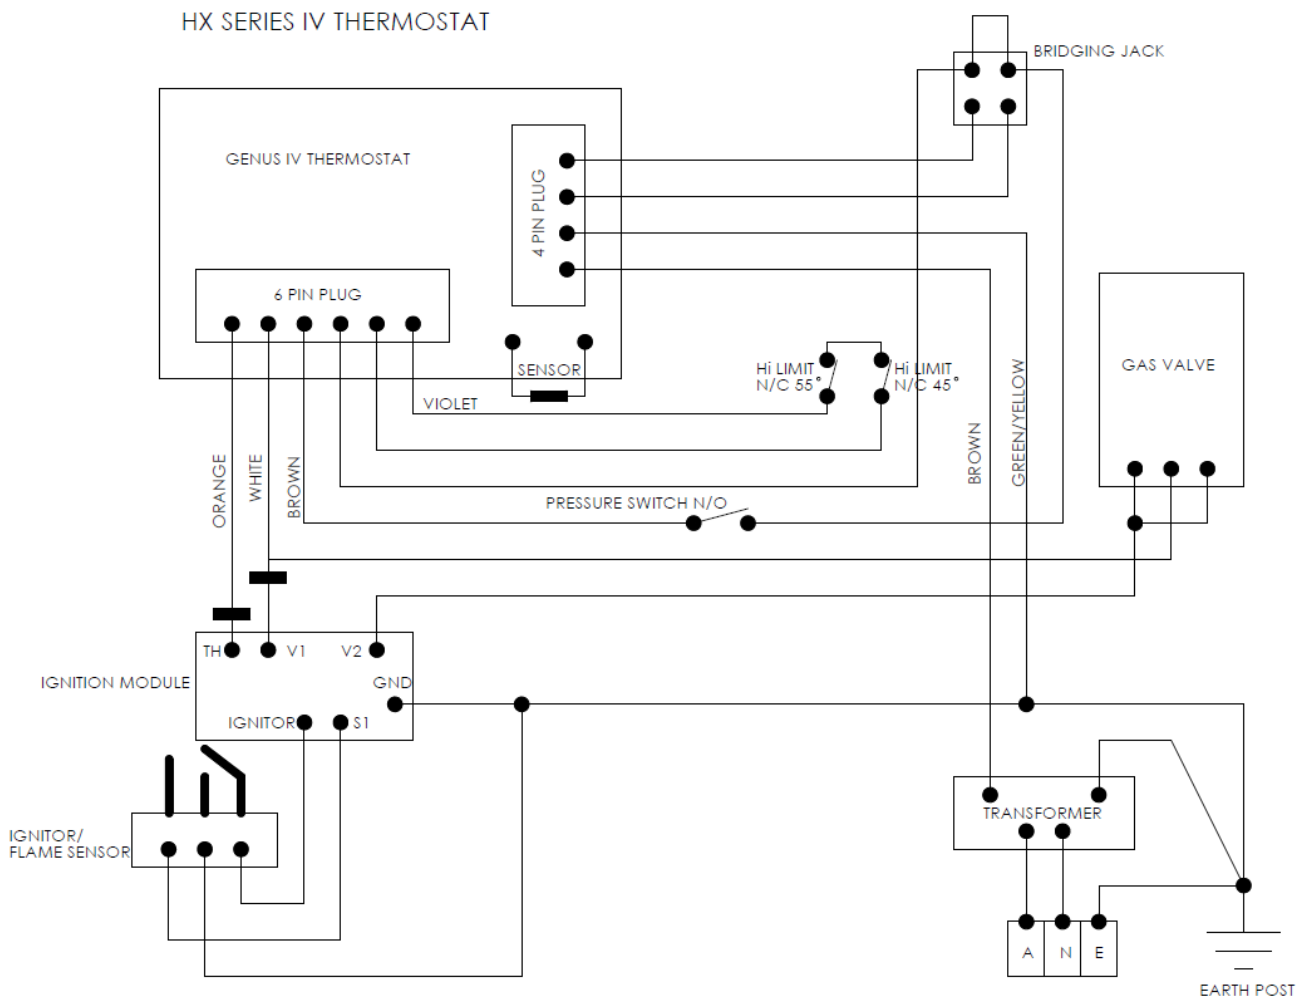 HX SERIES IV THERMOSTAT
BRIDGING JACK
GENUS IV THERMOSTAT
4 PIN PLUG
6 PIN PLUG
SENSOR
Hi LIMIT
N/C 55°
Hi LIMIT
N/C 45°
GAS VALVE
VIOLET
ORANGE
WHITE
BROWN
BROWN
GREEN/YELLOW
PRESSURE SWITCH N/O
TH
V1
V2
IGNITION MODULE
GND
IGNITOR
S1
TRANSFORMER
IGNITOR/
FLAME SENSOR
A
N
E
EARTH POST